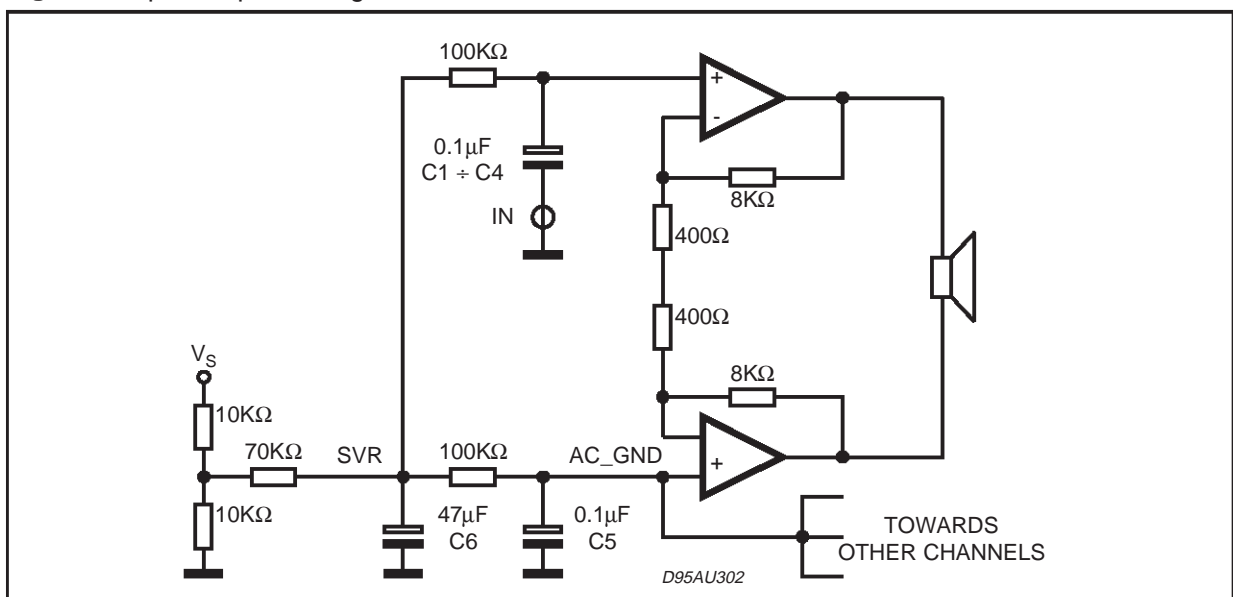 100KΩ
+
-
0.1μF
C1 ÷ C4
IN
8KΩ
400Ω
400Ω
8KΩ
VS
10KΩ
70KΩ
SVR
100KΩ
AC_GND
+
10KΩ
47μF
C6
0.1μF
C5
TOWARDS
OTHER CHANNELS
D95AU302